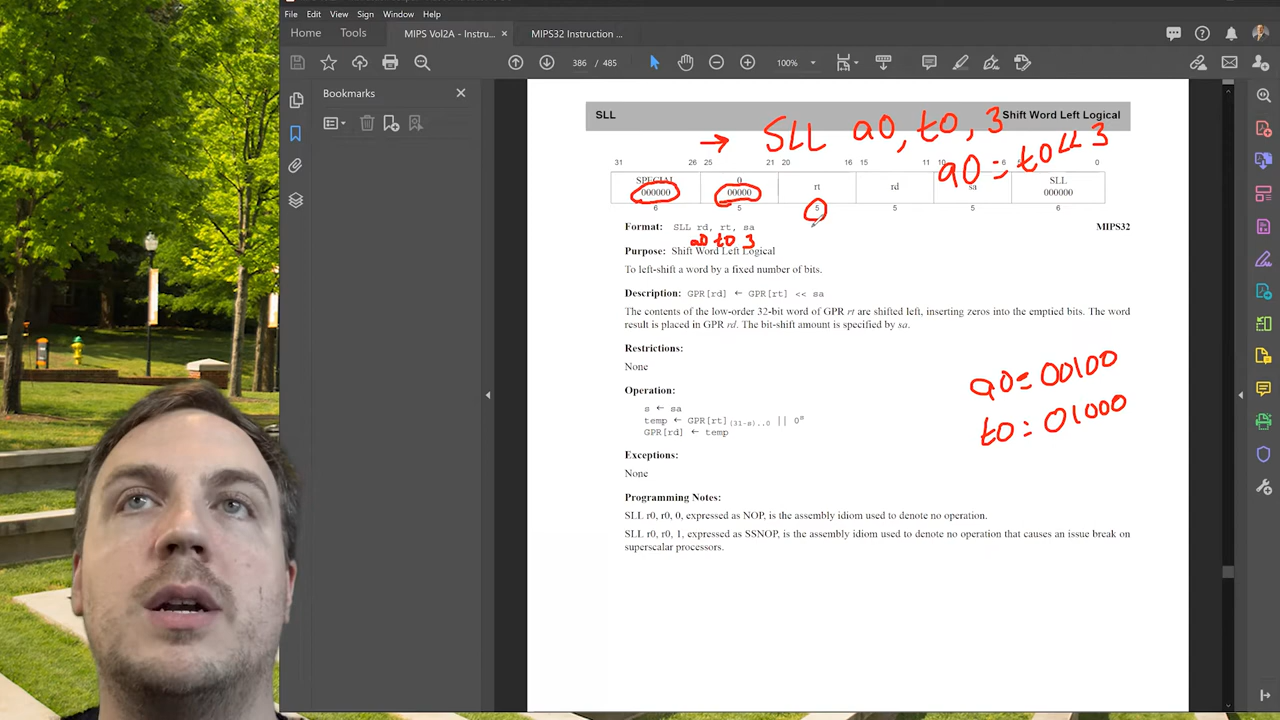 File Edit View Sign Window Help
Home Tools MIPS Vol2A - Instru... × MIPS32 Instruction ...
386 / 485 100%
Bookmarks
SLL Shift Word Left Logical
→ SLL a0, t0, 3
a0 = t0 << 3
31 26 25 21 20 16 15 11 10 6 5 0
SPECIAL 0 rt rd sa SLL
000000 00000 000000
6 5 5 5 5 6
Format: SLL rd, rt, sa MIPS32
a0 t0 3
Purpose: Shift Word Left Logical
To left-shift a word by a fixed number of bits.
Description: GPR[rd] ← GPR[rt] << sa
The contents of the low-order 32-bit word of GPR rt are shifted left, inserting zeros into the emptied bits. The word
result is placed in GPR rd. The bit-shift amount is specified by sa.
Restrictions:
None
a0 = 00100
Operation:
s ← sa
t0 = 01000
temp ← GPR[rt](31-s)..0 || 0s
GPR[rd] ← temp
Exceptions:
None
Programming Notes:
SLL r0, r0, 0, expressed as NOP, is the assembly idiom used to denote no operation.
SLL r0, r0, 1, expressed as SSNOP, is the assembly idiom used to denote no operation that causes an issue break on
superscalar processors.